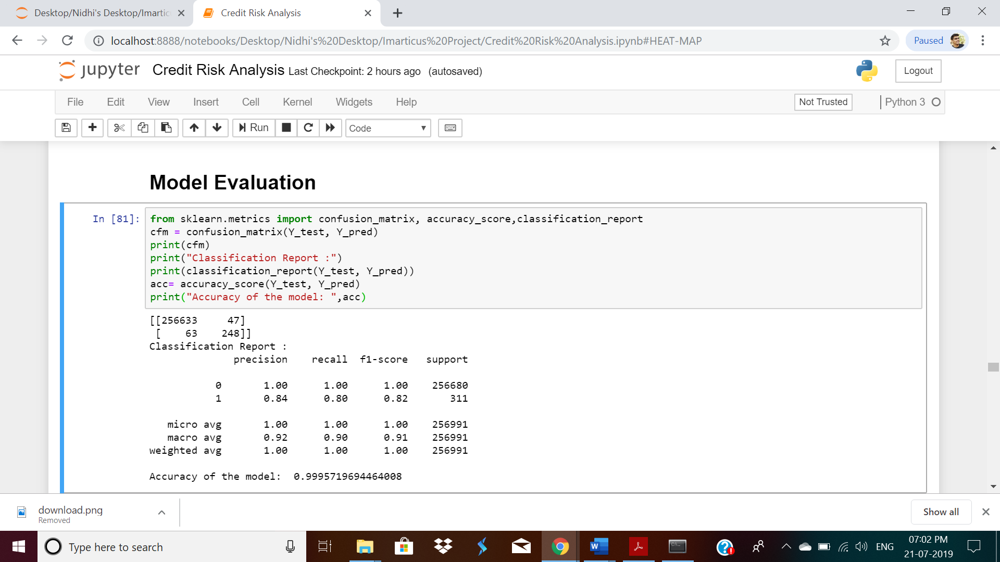 Desktop/Nidhi's Desktop/Imartic
Credit Risk Analysis
localhost:8888/notebooks/Desktop/Nidhi's%20Desktop/Imarticus%20Project/Credit%20Risk%20Analysis.ipynb#HEAT-MAP
Paused
jupyter Credit Risk Analysis Last Checkpoint: 2 hours ago (autosaved)
Logout
File Edit View Insert Cell Kernel Widgets Help
Not Trusted
Python 3
Run
Code
Model Evaluation
In [81]:
from sklearn.metrics import confusion_matrix, accuracy_score,classification_report
cfm = confusion_matrix(Y_test, Y_pred)
print(cfm)
print("Classification Report :")
print(classification_report(Y_test, Y_pred))
acc= accuracy_score(Y_test, Y_pred)
print("Accuracy of the model: ",acc)
[[256633     47]
 [    63    248]]
Classification Report :
              precision    recall  f1-score   support
           0       1.00      1.00      1.00    256680
           1       0.84      0.80      0.82       311
   micro avg       1.00      1.00      1.00    256991
   macro avg       0.92      0.90      0.91    256991
weighted avg       1.00      1.00      1.00    256991
Accuracy of the model:  0.9995719694464008
download.png
Removed
Show all
Type here to search
ENG
07:02 PM
21-07-2019